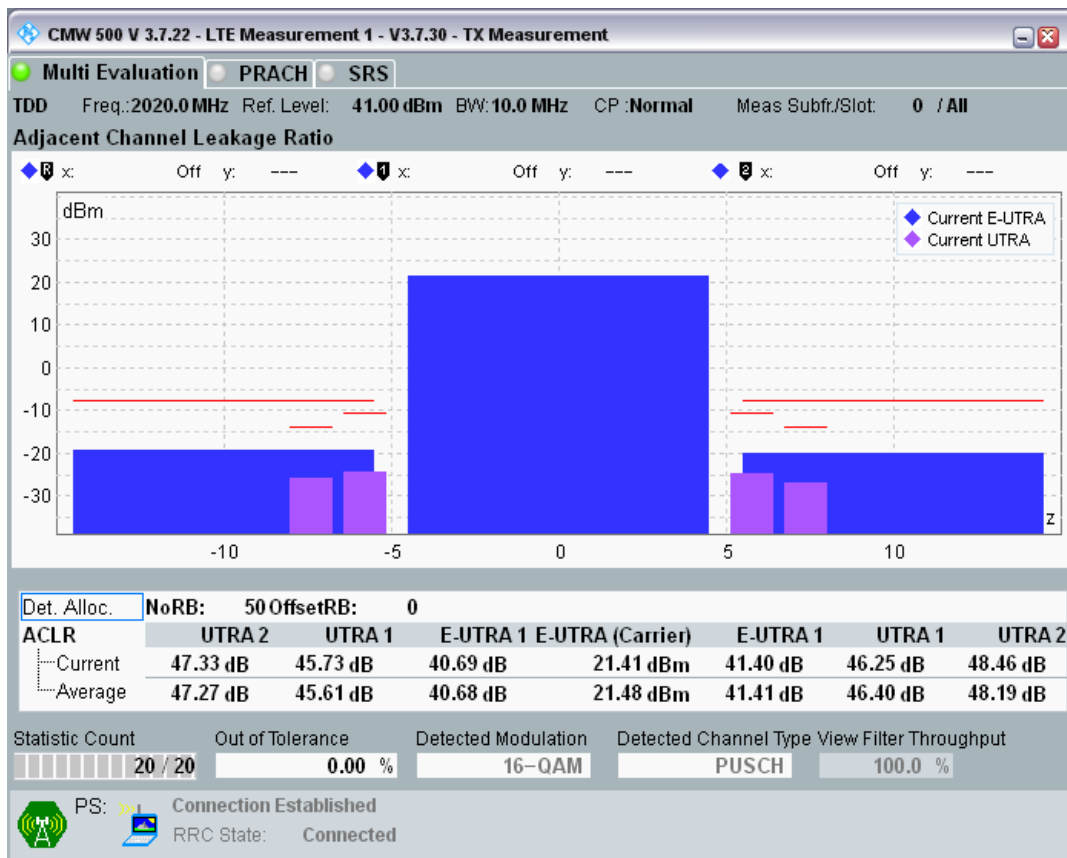 CMW 500 V 3.7.22 - LTE Measurement 1 - V3.7.30 - TX Measurement
Multi Evaluation PRACH SRS
TDD Freq.:2020.0 MHz Ref. Level: 41.00 dBm BW:10.0 MHz CP :Normal Meas Subfr./Slot: 0 / All
Adjacent Channel Leakage Ratio
R x: Off y: --- 1 x: Off y: --- 2 x: Off y: ---
dBm
Current E-UTRA
Current UTRA
30
20
10
0
-10
-20
-30
z
-10 -5 0 5 10
Det. Alloc. NoRB: 50 OffsetRB: 0
ACLR UTRA 2 UTRA 1 E-UTRA 1 E-UTRA (Carrier) E-UTRA 1 UTRA 1 UTRA 2
Current 47.33 dB 45.73 dB 40.69 dB 21.41 dBm 41.40 dB 46.25 dB 48.46 dB
Average 47.27 dB 45.61 dB 40.68 dB 21.48 dBm 41.41 dB 46.40 dB 48.19 dB
Statistic Count Out of Tolerance Detected Modulation Detected Channel Type View Filter Throughput
20 / 20 0.00 % 16-QAM PUSCH 100.0 %
PS: Connection Established
RRC State: Connected